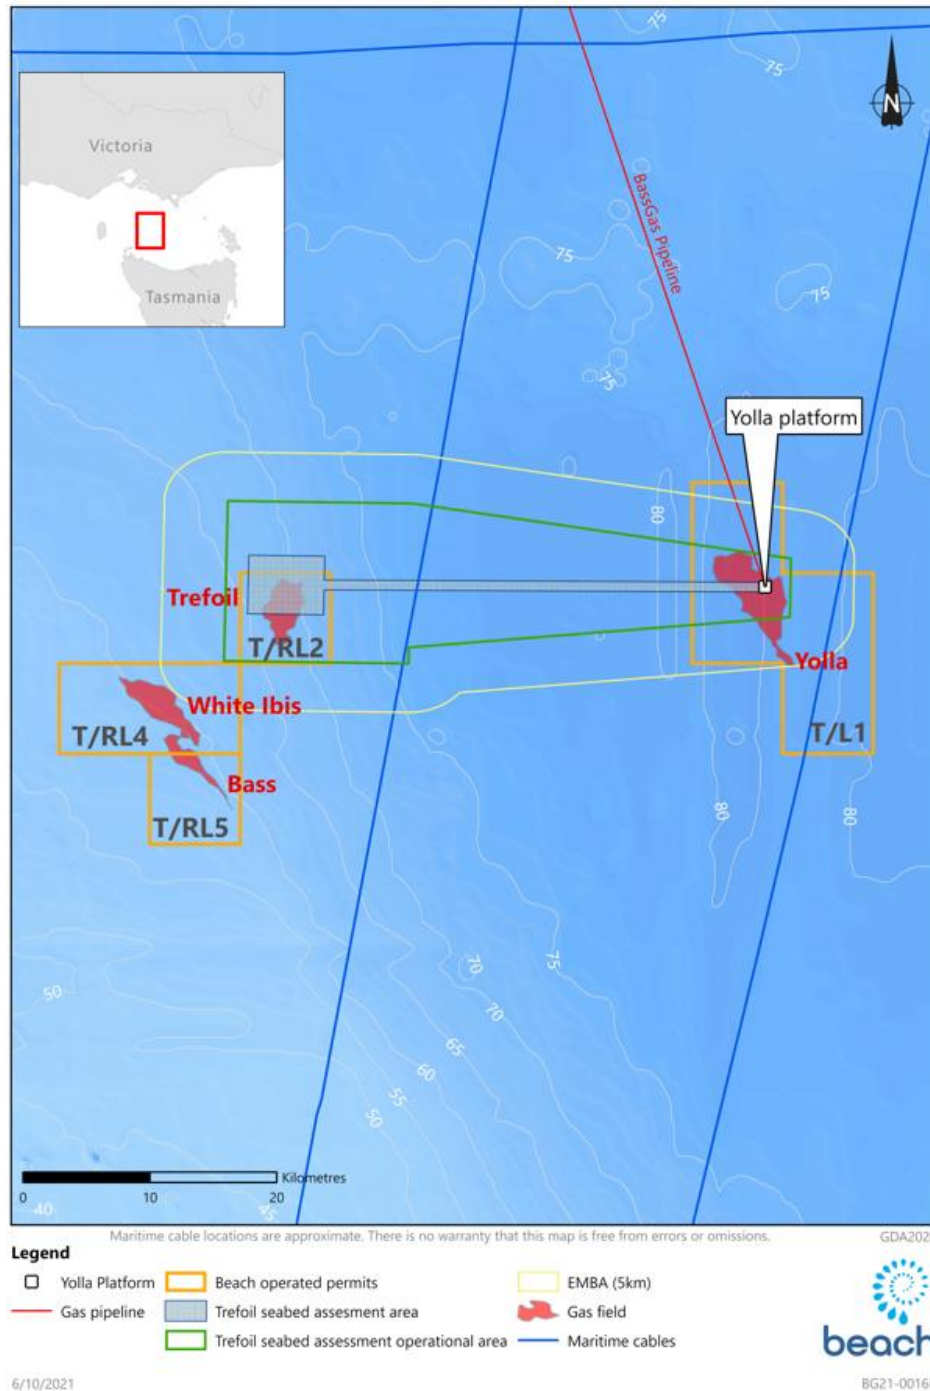 75
75
N
Victoria
Tasmania
BassGas Pipeline
75
75
75
Yolla platform
80
Trefoil
T/RL2
Yolla
White Ibis
T/RL4
T/L1
Bass
T/RL5
80
80
50
70
75
70
65
60
55
50
Kilometres
0 10 20
40
45
Maritime cable locations are approximate. There is no warranty that this map is free from errors or omissions. GDA202
Legend
Yolla Platform Beach operated permits EMBA (5km)
Gas pipeline Trefoil seabed assesment area Gas field
Trefoil seabed assessment operational area Maritime cables
beach
6/10/2021 BG21-0016